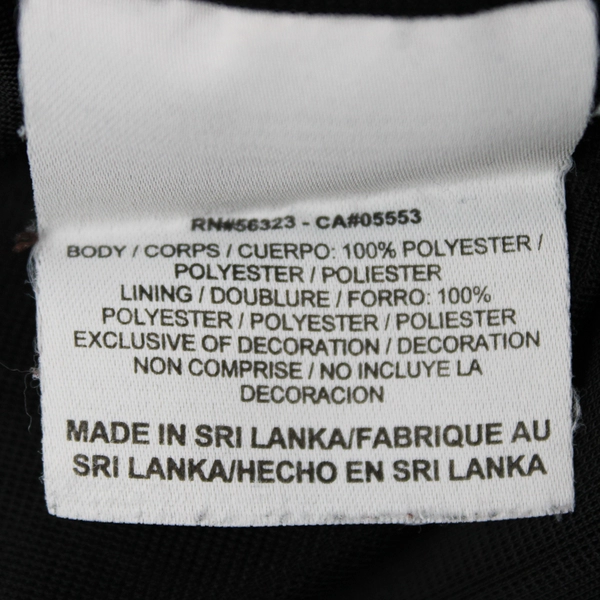 RN#56323 - CA#05553
BODY / CORPS / CUERPO: 100% POLYESTER /
POLYESTER / POLIESTER
LINING / DOUBLURE / FORRO: 100%
POLYESTER / POLYESTER / POLIESTER
EXCLUSIVE OF DECORATION / DECORATION
NON COMPRISE / NO INCLUYE LA
DECORACION
MADE IN SRI LANKA/FABRIQUE AU
SRI LANKA/HECHO EN SRI LANKA